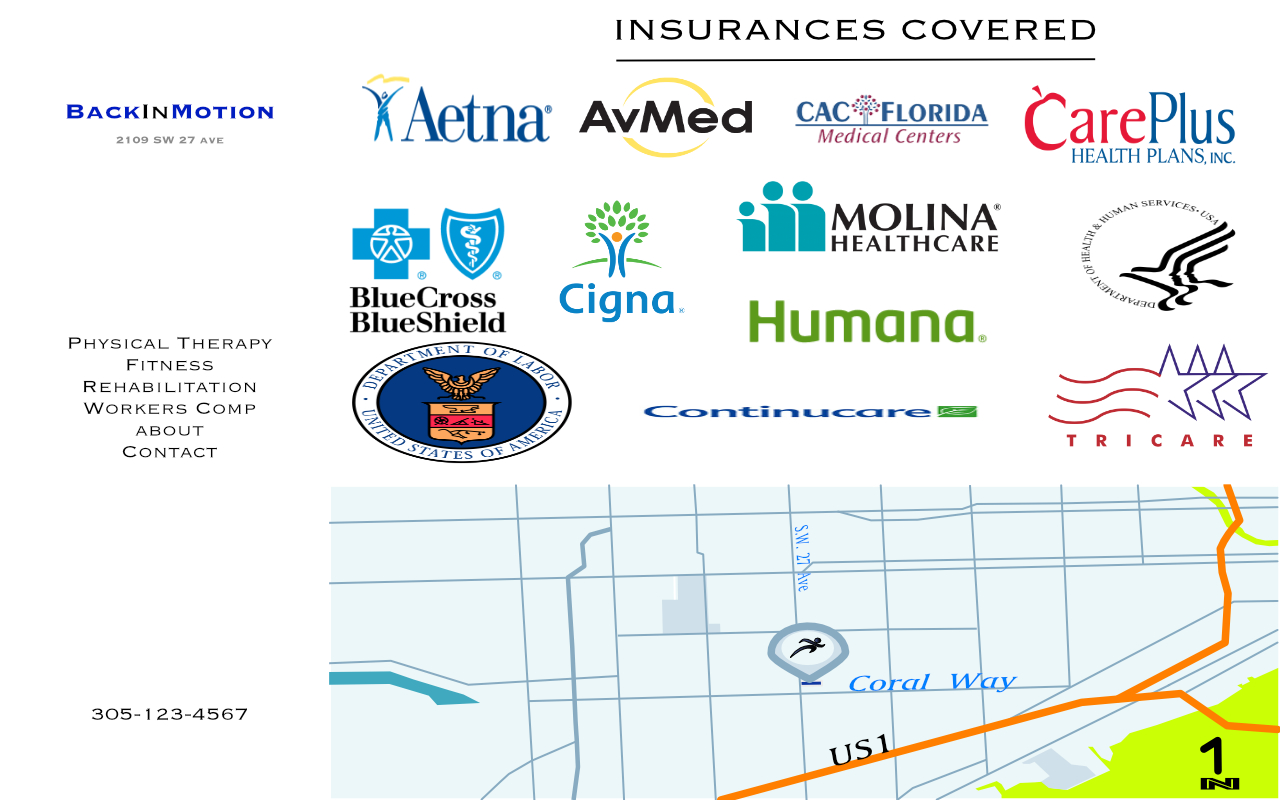 INSURANCES COVERED
BACKINMOTION
2109 SW 27 AVE
Aetna®
AvMed
CAC FLORIDA
Medical Centers
CarePlus
HEALTH PLANS, INC.
BlueCross
BlueShield
® ®
Cigna®
MOLINA®
HEALTHCARE
DEPARTMENT OF HEALTH & HUMAN SERVICES • USA
Humana®
PHYSICAL THERAPY
FITNESS
REHABILITATION
WORKERS COMP
ABOUT
CONTACT
DEPARTMENT OF LABOR
UNITED STATES OF AMERICA
Continucare
TRICARE
S.W. 27 Ave
Coral Way
US1
1
N
305-123-4567